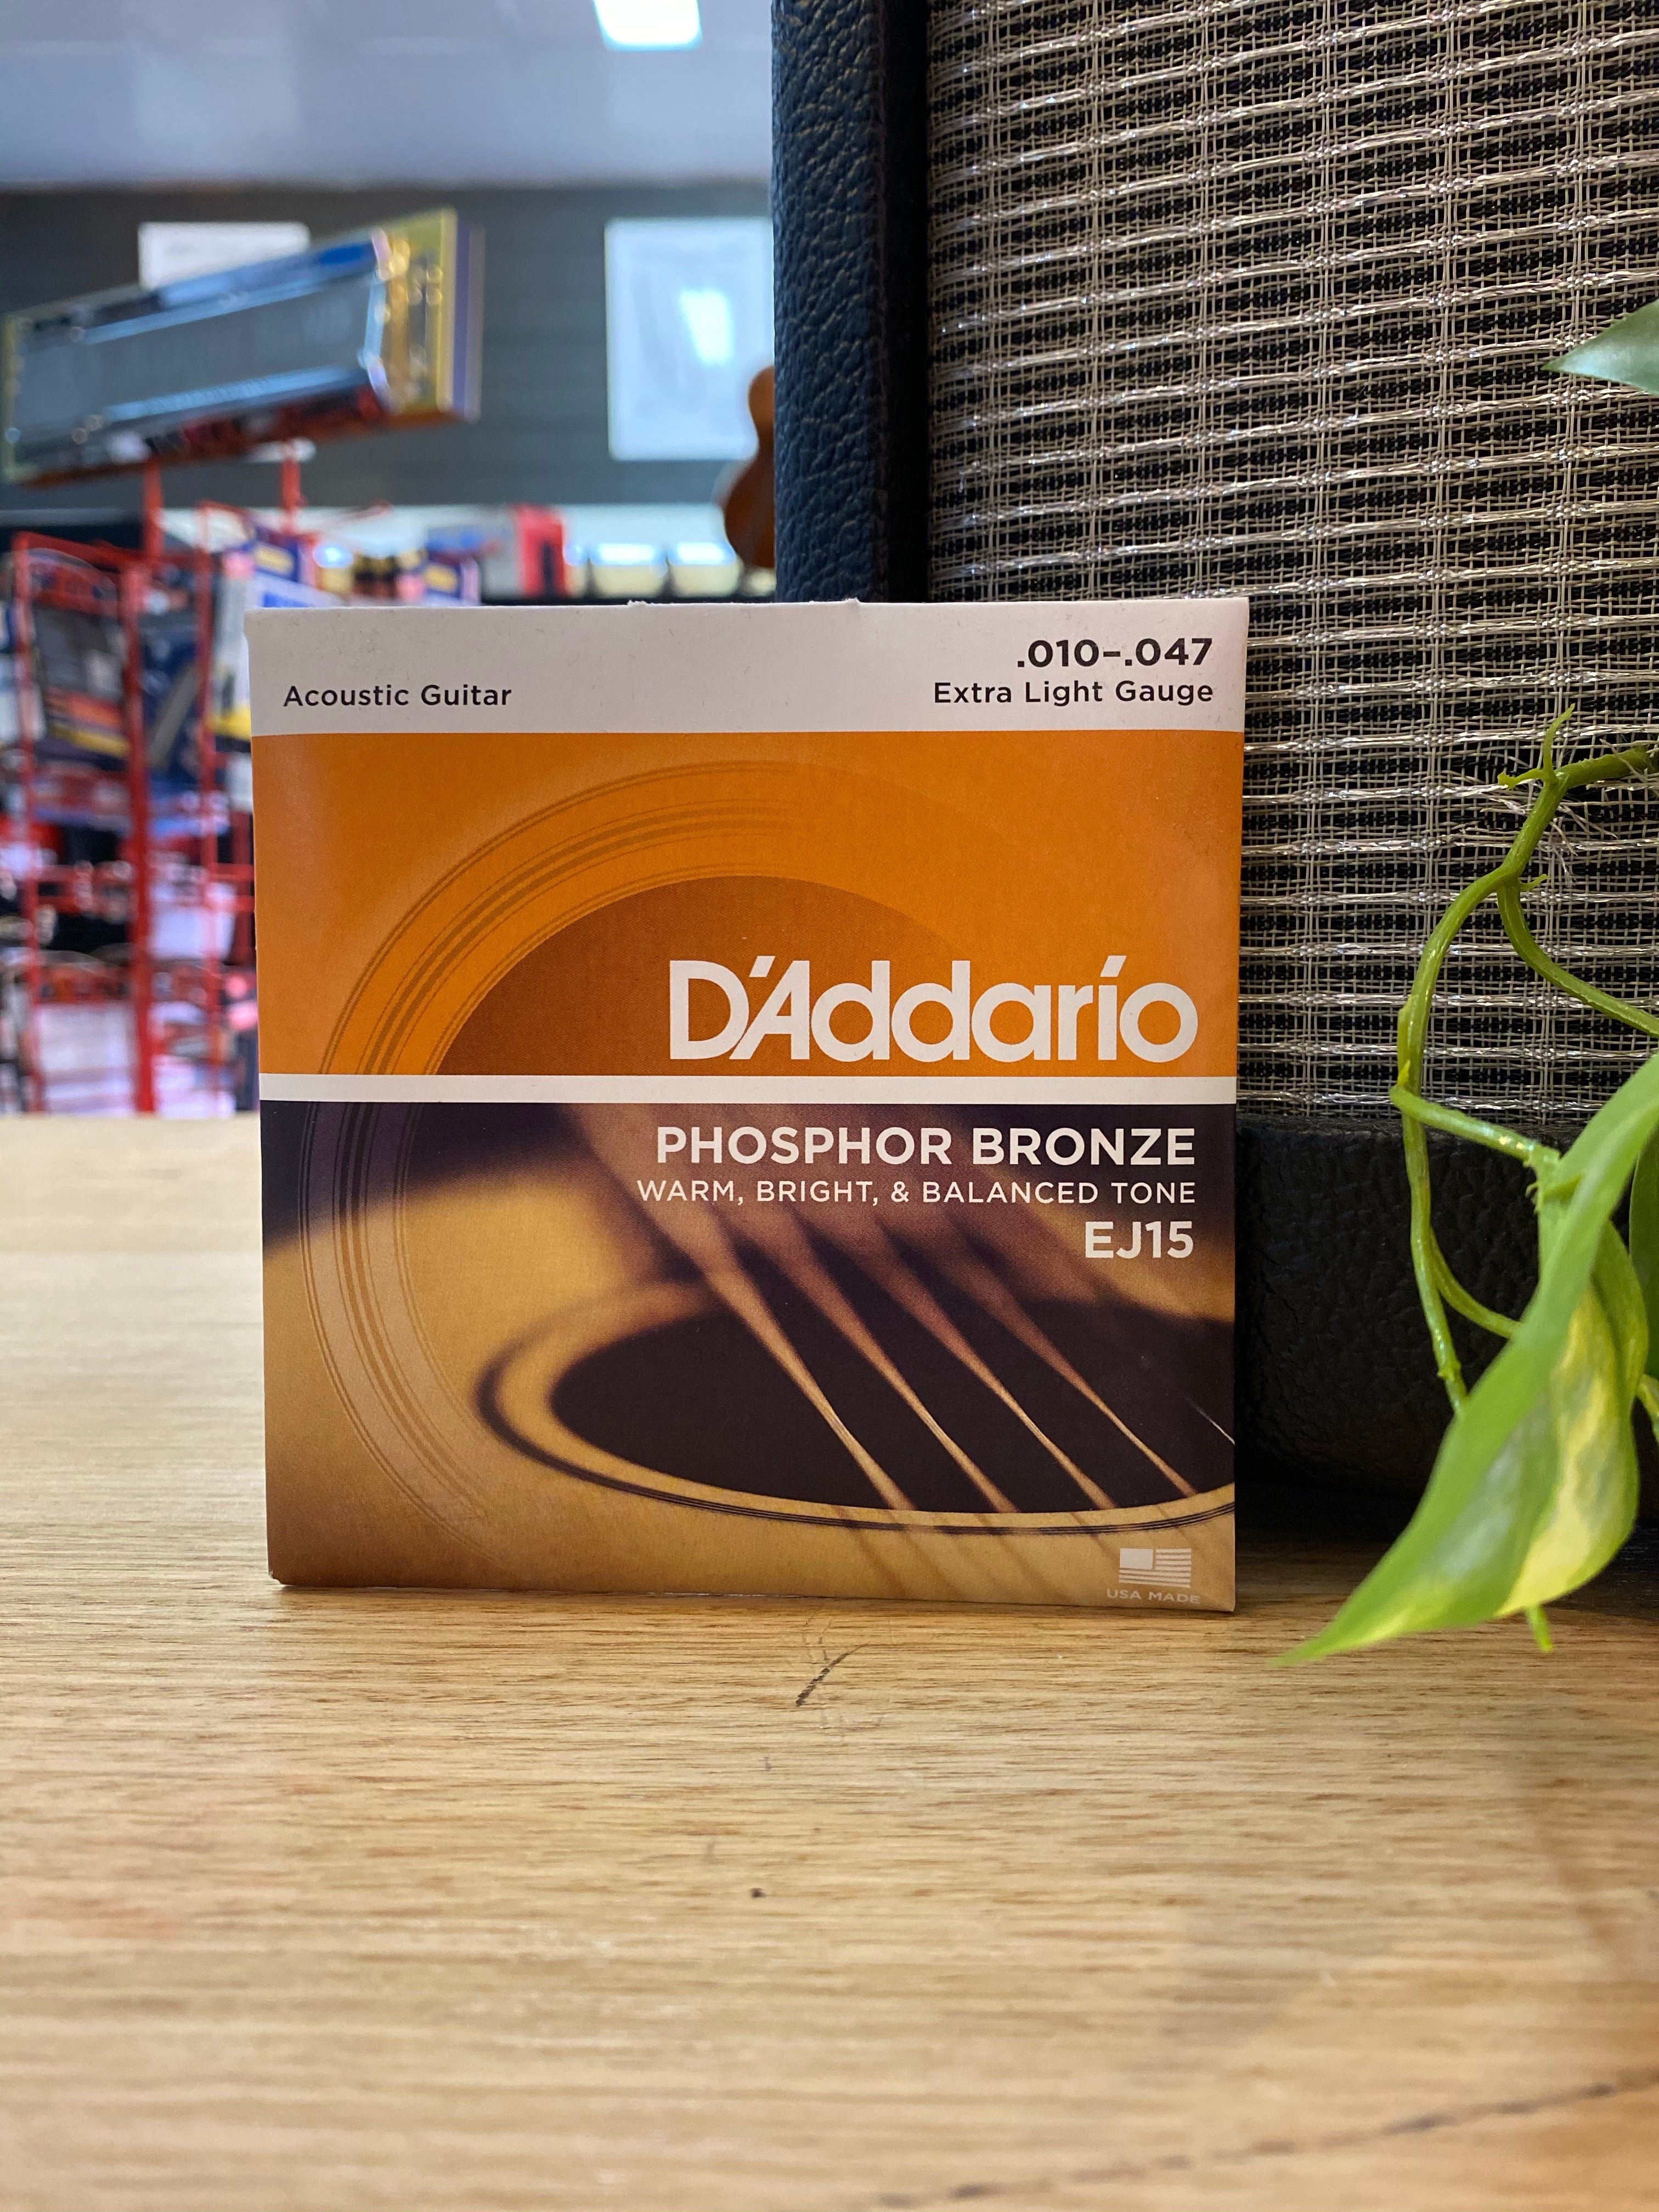 .010–.047
Acoustic Guitar
Extra Light Gauge
D'Addario
PHOSPHOR BRONZE
WARM, BRIGHT, & BALANCED TONE
EJ15
USA MADE